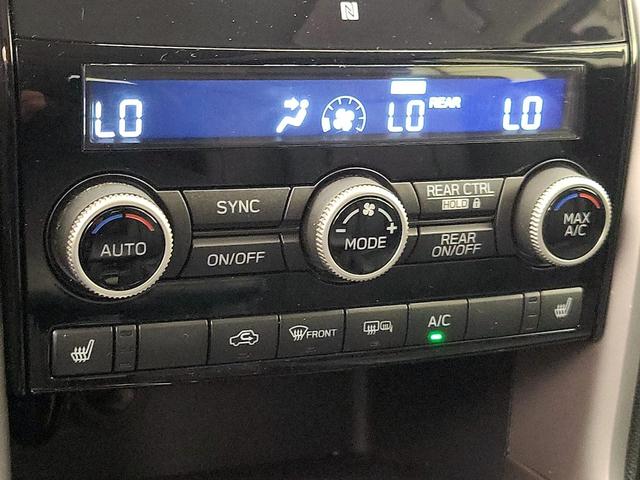 LO LO REAR LO
AUTO
SYNC
ON/OFF
- MODE +
REAR CTRL
HOLD
REAR
ON/OFF
MAX
A/C
FRONT
A/C